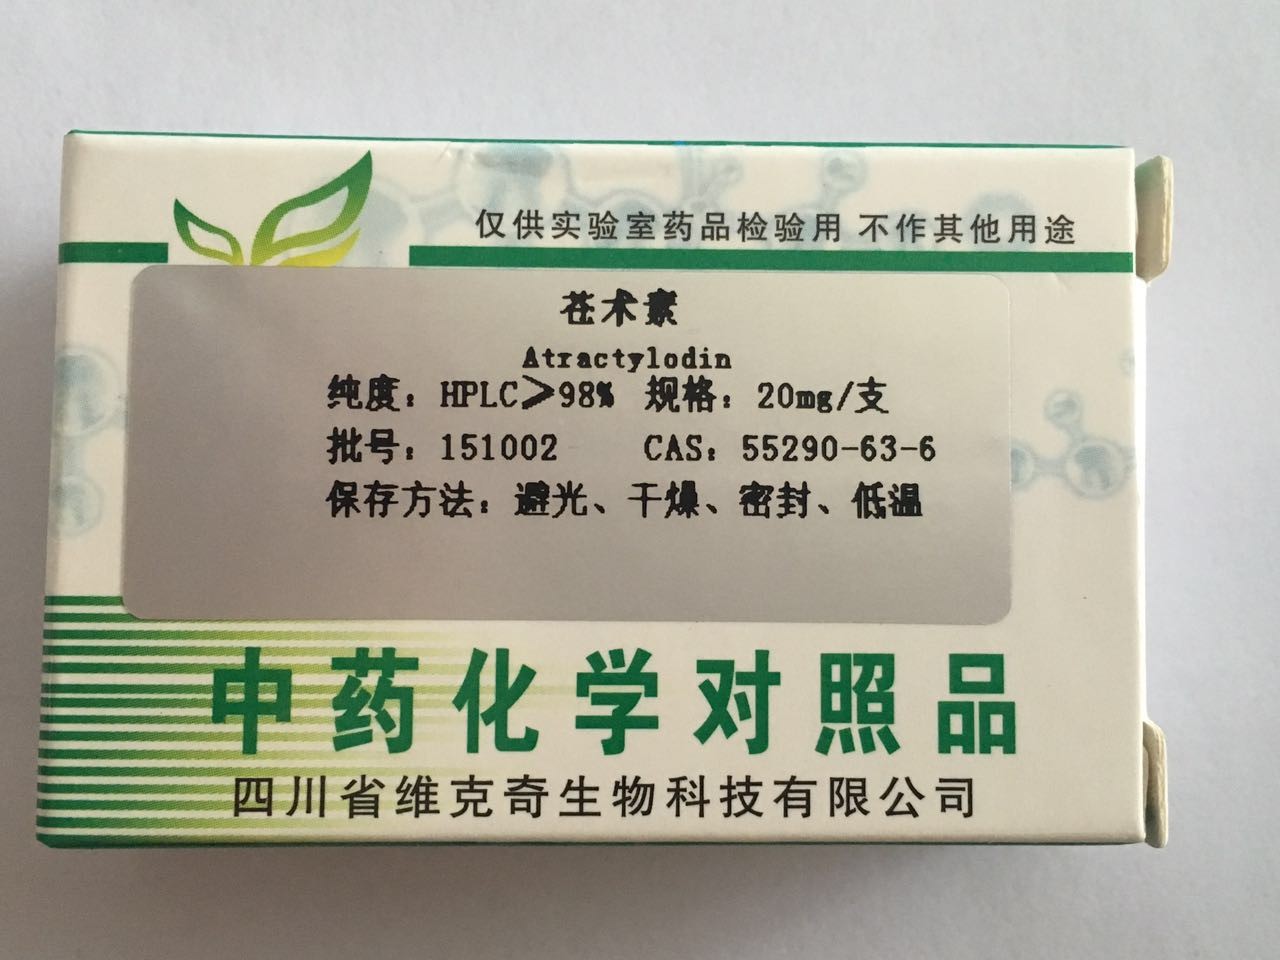 仅供实验室药品检验用 不作其他用途
苍术素
Atractylodin
纯度：HPLC≥98% 规格：20mg/支
批号：151002 CAS：55290-63-6
保存方法：避光、干燥、密封、低温
中药化学对照品
四川省维克奇生物科技有限公司